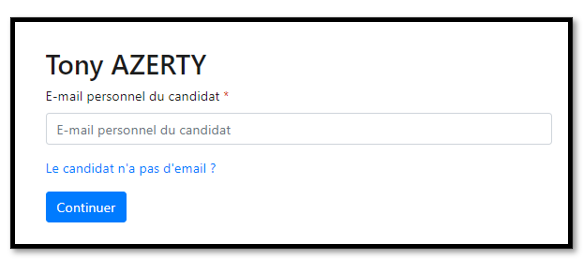 Tony AZERTY
E-mail personnel du candidat *
E-mail personnel du candidat
Le candidat n'a pas d'email ?
Continuer